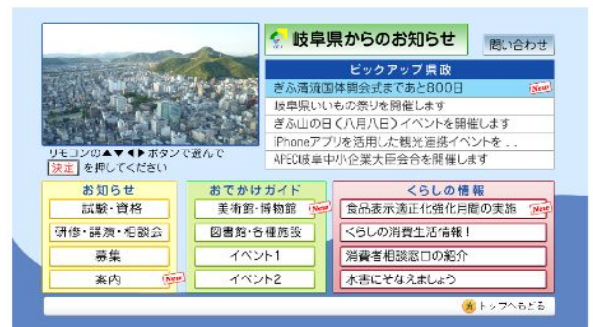 岐阜県からのお知らせ
問い合わせ
ピックアップ県政
ぎふ清流国体開会式まであと800日 New
岐阜県いいもの祭りを開催します
ぎふ山の日〈八月八日〉イベントを開催します
iPhoneアプリを活用した観光連携イベントを．．
APEC岐阜中小企業大臣会合を開催します
リモコンの▲▼◀▶ボタンで選んで
決定 を押してください
お知らせ
試験・資格
研修・講演・相談会
募集
案内 New
おでかけガイド
美術館・博物館 New
図書館・各種施設
イベント1
イベント2
くらしの情報
食品表示適正化強化月間の実施 New
くらしの消費生活情報！
消費者相談窓口の紹介
水害にそなえましょう
トップへもどる